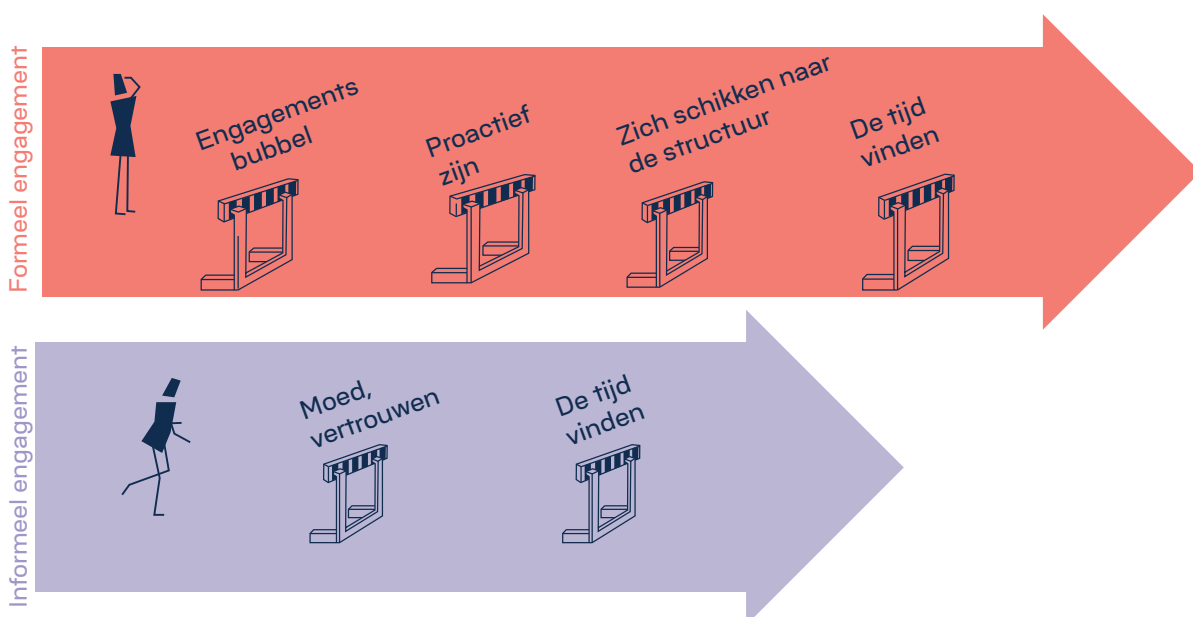 Formeel engagement
Engagements
bubbel
Proactief
zijn
Zich schikken naar
de structuur
De tijd
vinden
Informeel engagement
Moed,
vertrouwen
De tijd
vinden